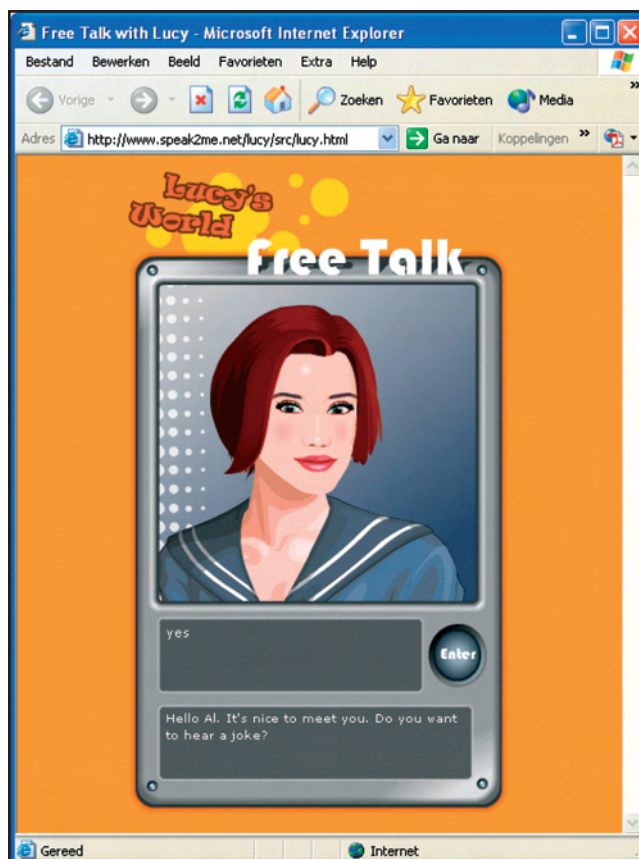 Free Talk with Lucy - Microsoft Internet Explorer
Bestand Bewerken Beeld Favorieten Extra Help
Vorige Zoeken Favorieten Media »
Adres http://www.speak2me.net/lucy/src/lucy.html Ga naar Koppelingen »
Lucy's
World
Free Talk
yes
Enter
Hello Al. It's nice to meet you. Do you want
to hear a joke?
Gereed Internet